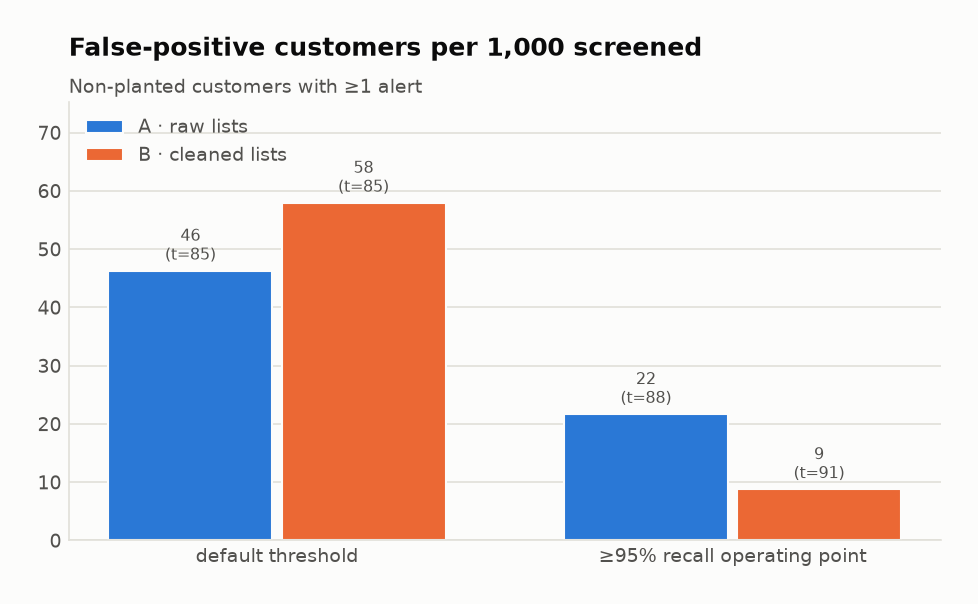 False-positive customers per 1,000 screened
Non-planted customers with ≥1 alert
A · raw lists
B · cleaned lists
70
60
50
40
30
20
10
0
46
(t=85)
58
(t=85)
22
(t=88)
9
(t=91)
default threshold
≥95% recall operating point